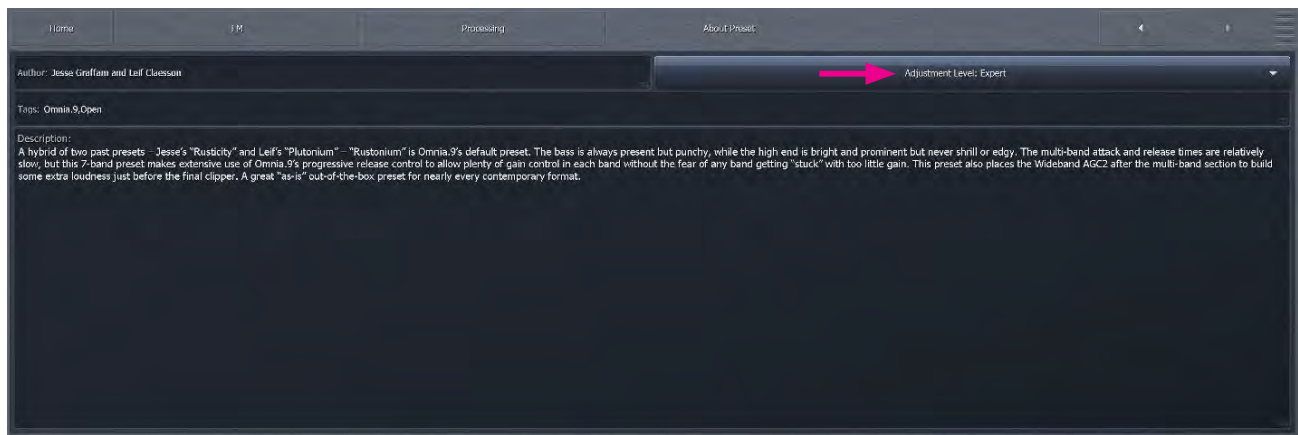 Home FM Processing About Preset
Author: Jesse Graffam and Leif Claesson Adjustment Level: Expert
Tags: Omnia.9,Open
Description:
A hybrid of two past presets – Jesse's "Rusticity" and Leif's "Plutonium" – "Rustonium" is Omnia.9's default preset. The bass is always present but punchy, while the high end is bright and prominent but never shrill or edgy. The multi-band attack and release times are relatively
slow, but this 7-band preset makes extensive use of Omnia.9's progressive release control to allow plenty of gain control in each band without the fear of any band getting "stuck" with too little gain. This preset also places the Wideband AGC2 after the multi-band section to build
some extra loudness just before the final clipper. A great "as-is" out-of-the-box preset for nearly every contemporary format.